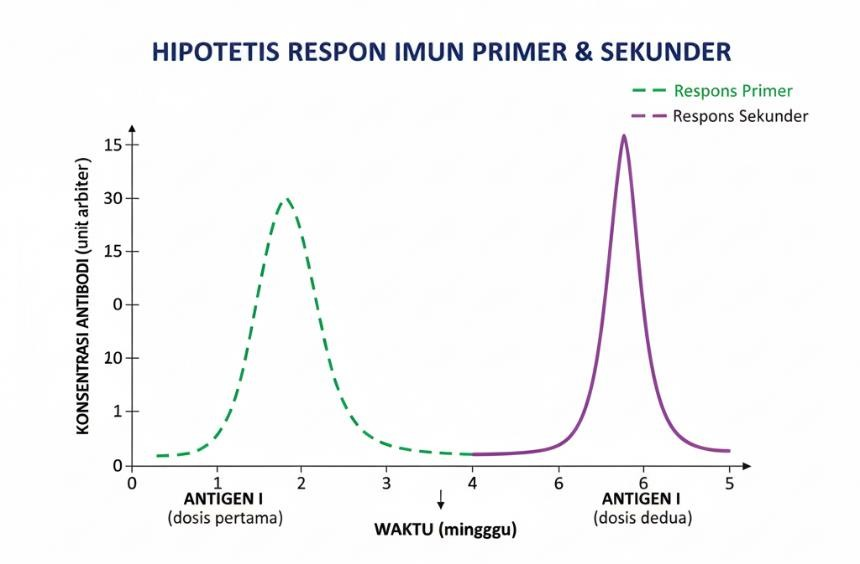 HIPOTETIS RESPON IMUN PRIMER & SEKUNDER
Respons Primer
Respons Sekunder
KONSENTRASI ANTIBODI (unit arbiter)
15
30
15
0
10
1
0
0 1 2 3 4 6 6 5
ANTIGEN I
(dosis pertama)
ANTIGEN I
(dosis dedua)
WAKTU (mingggu)